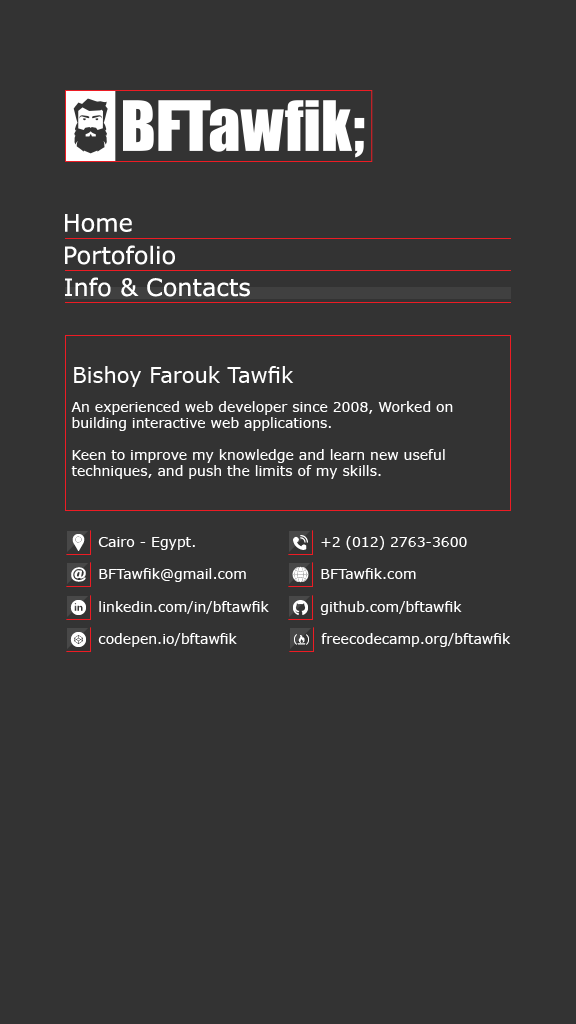 BFTawfik;
Home
Portofolio
Info & Contacts
Bishoy Farouk Tawfik
An experienced web developer since 2008, Worked on
building interactive web applications.
Keen to improve my knowledge and learn new useful
techniques, and push the limits of my skills.
Cairo - Egypt.
+2 (012) 2763-3600
BFTawfik@gmail.com
BFTawfik.com
linkedin.com/in/bftawfik
github.com/bftawfik
codepen.io/bftawfik
freecodecamp.org/bftawfik